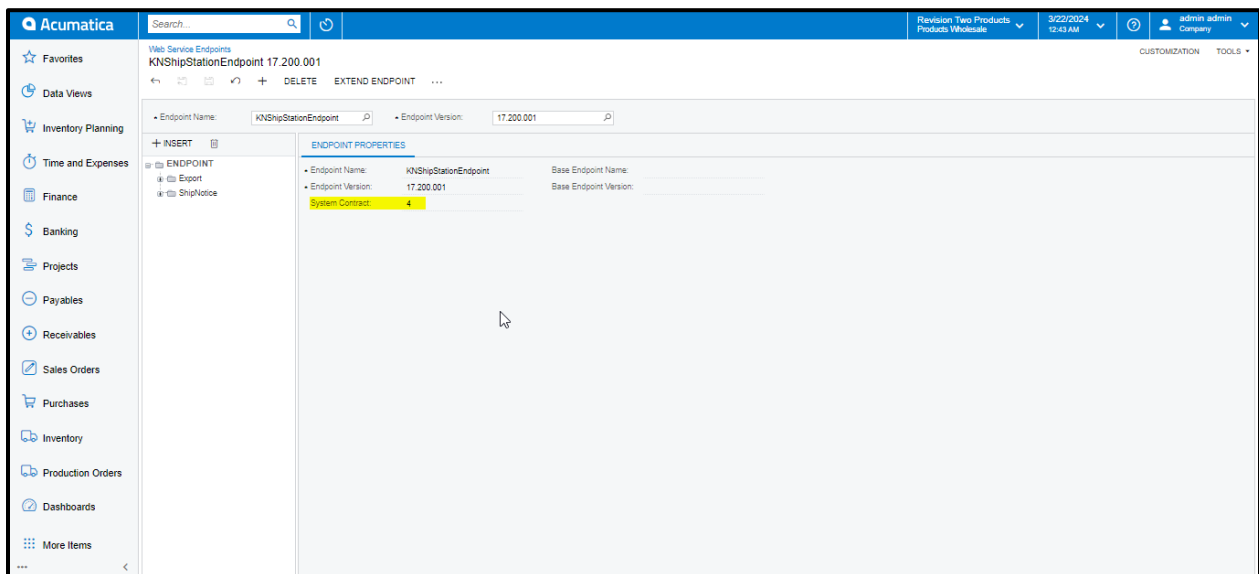 Acumatica
Search...
Revision Two Products
Products Wholesale
3/22/2024
12:43 AM
admin admin
Company
Favorites
Data Views
Inventory Planning
Time and Expenses
Finance
Banking
Projects
Payables
Receivables
Sales Orders
Purchases
Inventory
Production Orders
Dashboards
More Items
Web Service Endpoints
KNShipStationEndpoint 17.200.001
CUSTOMIZATION TOOLS
DELETE EXTEND ENDPOINT ...
Endpoint Name: KNShipStationEndpoint Endpoint Version: 17.200.001
+ INSERT
ENDPOINT
Export
ShipNotice
ENDPOINT PROPERTIES
Endpoint Name: KNShipStationEndpoint Base Endpoint Name:
Endpoint Version: 17.200.001 Base Endpoint Version:
System Contract: 4